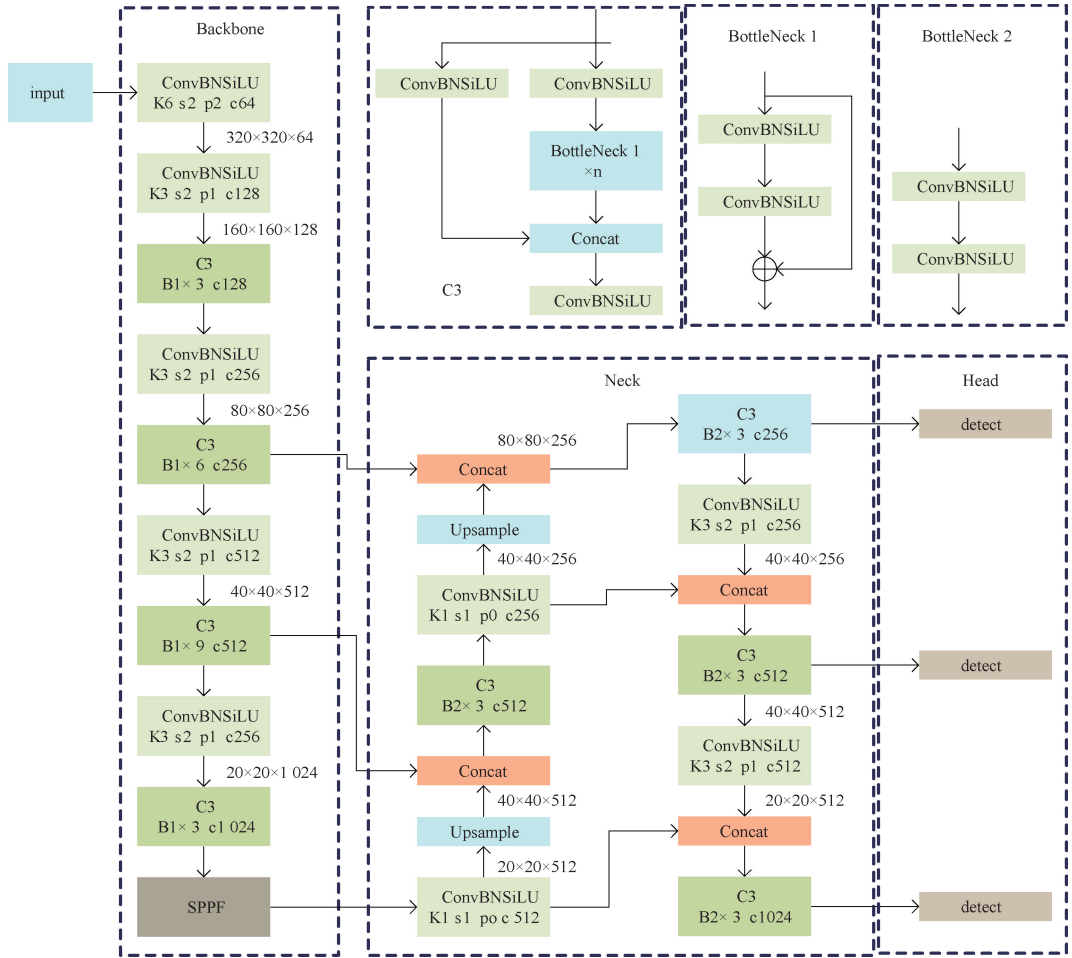 Backbone
input
ConvBNSiLU
K6 s2 p2 c64
320×320×64
ConvBNSiLU
K3 s2 p1 c128
160×160×128
C3
B1× 3 c128
ConvBNSiLU
K3 s2 p1 c256
80×80×256
C3
B1× 6 c256
ConvBNSiLU
K3 s2 p1 c512
40×40×512
C3
B1× 9 c512
ConvBNSiLU
K3 s2 p1 c256
20×20×1 024
C3
B1× 3 c1 024
SPPF
ConvBNSiLU
ConvBNSiLU
BottleNeck 1
×n
Concat
ConvBNSiLU
C3
BottleNeck 1
ConvBNSiLU
ConvBNSiLU
BottleNeck 2
ConvBNSiLU
ConvBNSiLU
Neck
80×80×256
Concat
Upsample
40×40×256
ConvBNSiLU
K1 s1 p0 c256
C3
B2× 3 c512
Concat
40×40×512
Upsample
20×20×512
ConvBNSiLU
K1 s1 po c 512
C3
B2× 3 c256
ConvBNSiLU
K3 s2 p1 c256
40×40×256
Concat
C3
B2× 3 c512
40×40×512
ConvBNSiLU
K3 s2 p1 c512
20×20×512
Concat
C3
B2× 3 c1024
Head
detect
detect
detect